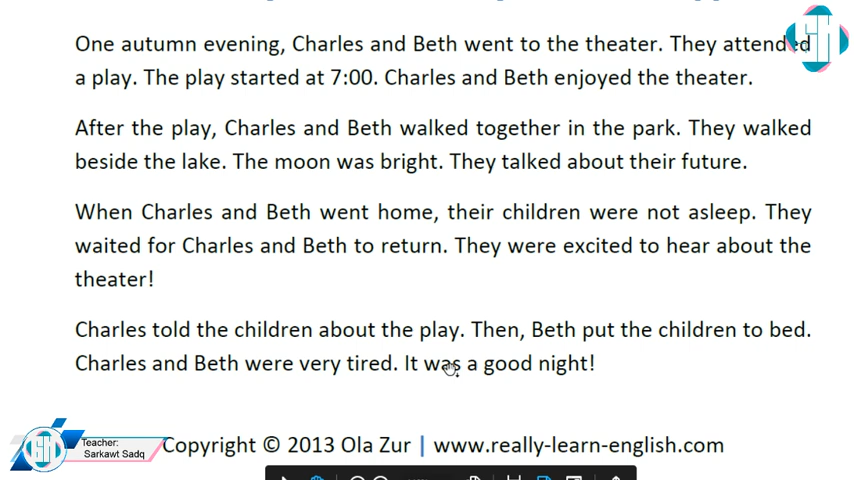 One autumn evening, Charles and Beth went to the theater. They attended
a play. The play started at 7:00. Charles and Beth enjoyed the theater.
After the play, Charles and Beth walked together in the park. They walked
beside the lake. The moon was bright. They talked about their future.
When Charles and Beth went home, their children were not asleep. They
waited for Charles and Beth to return. They were excited to hear about the
theater!
Charles told the children about the play. Then, Beth put the children to bed.
Charles and Beth were very tired. It was a good night!
Teacher:
Sarkawt Sadq
Copyright © 2013 Ola Zur | www.really-learn-english.com